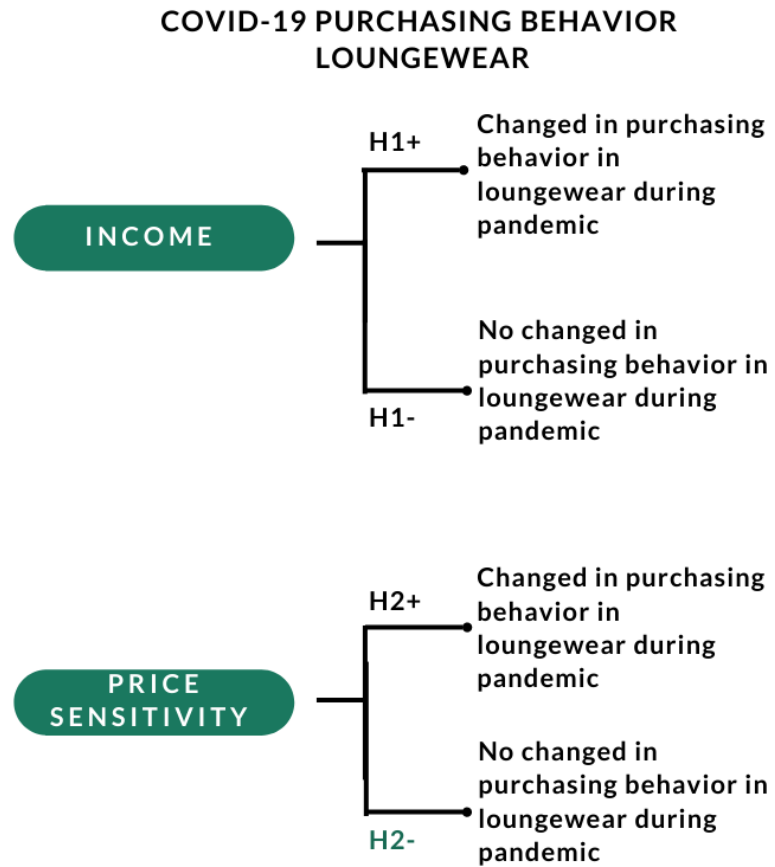 COVID-19 PURCHASING BEHAVIOR
LOUNGEWEAR
H1+
Changed in purchasing
behavior in
loungewear during
pandemic
INCOME
No changed in
purchasing behavior in
loungewear during
pandemic
H1-
H2+
Changed in purchasing
behavior in
loungewear during
pandemic
PRICE
SENSITIVITY
No changed in
purchasing behavior in
loungewear during
pandemic
H2-